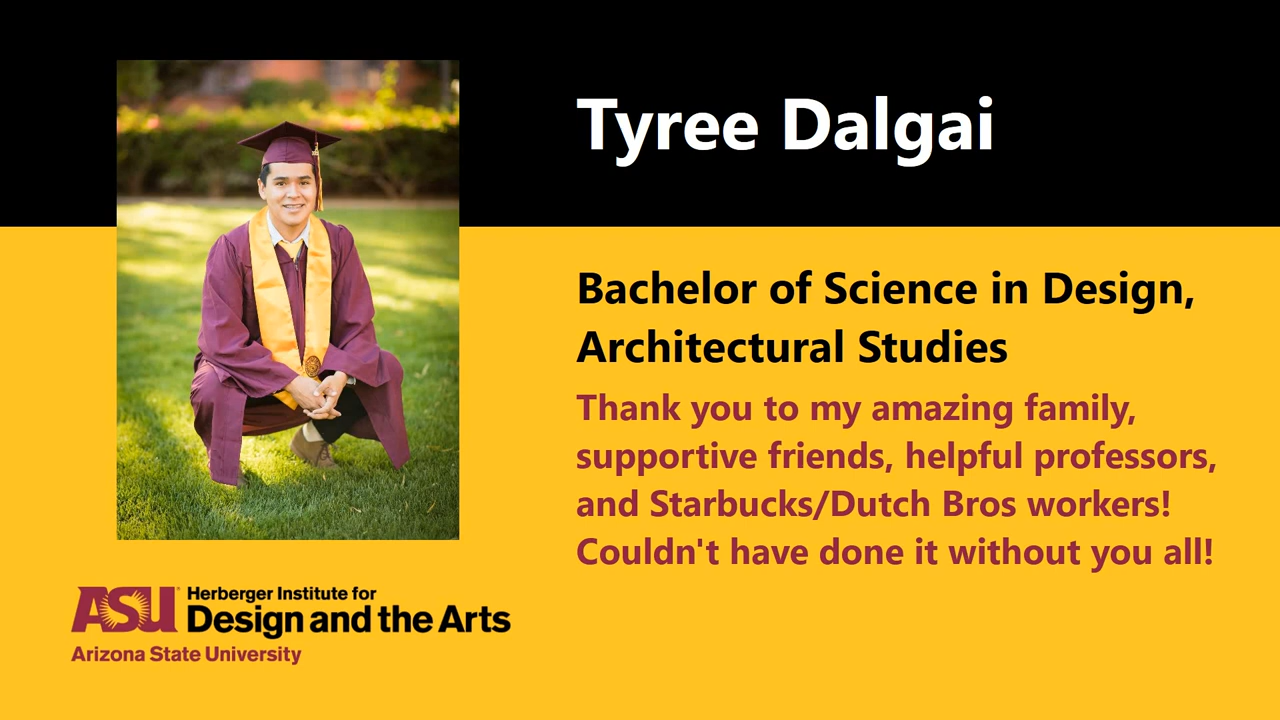 Tyree Dalgai
Bachelor of Science in Design,
Architectural Studies
Thank you to my amazing family,
supportive friends, helpful professors,
and Starbucks/Dutch Bros workers!
Couldn't have done it without you all!
ASU Herberger Institute for
Design and the Arts
Arizona State University